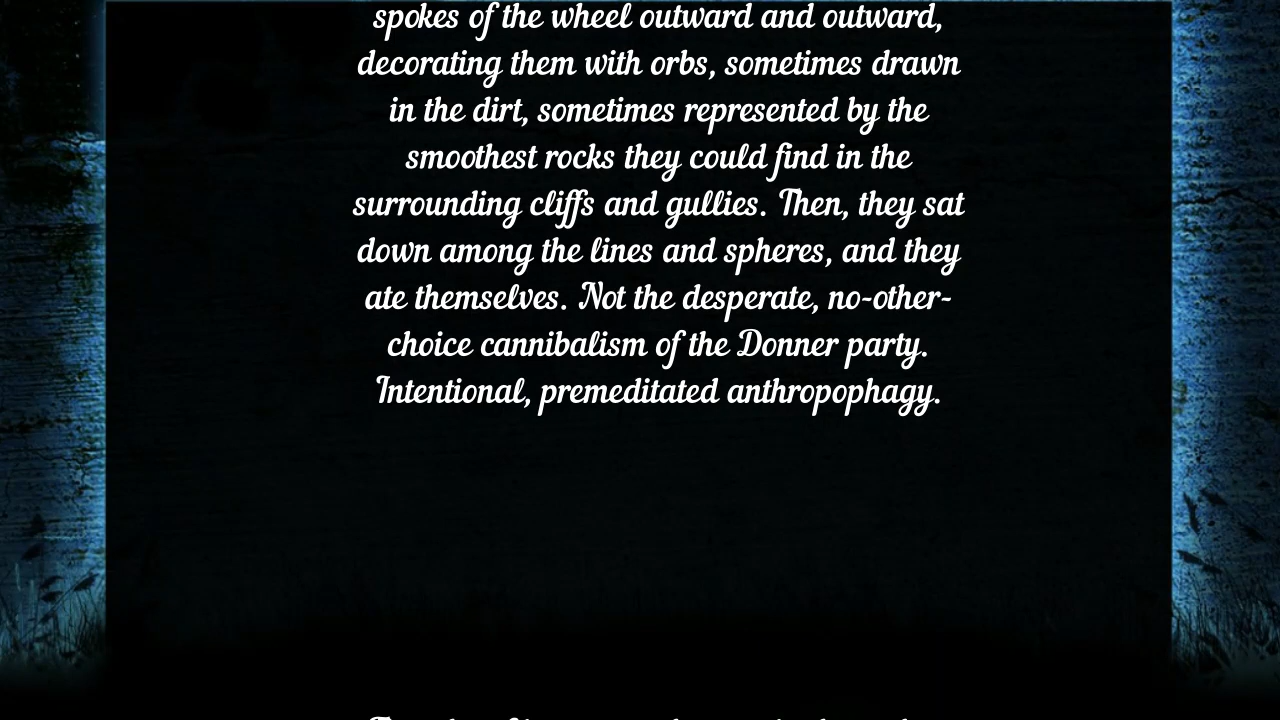 spokes of the wheel outward and outward,
decorating them with orbs, sometimes drawn
in the dirt, sometimes represented by the
smoothest rocks they could find in the
surrounding cliffs and gullies. Then, they sat
down among the lines and spheres, and they
ate themselves. Not the desperate, no-other-
choice cannibalism of the Donner party.
Intentional, premeditated anthropophagy.